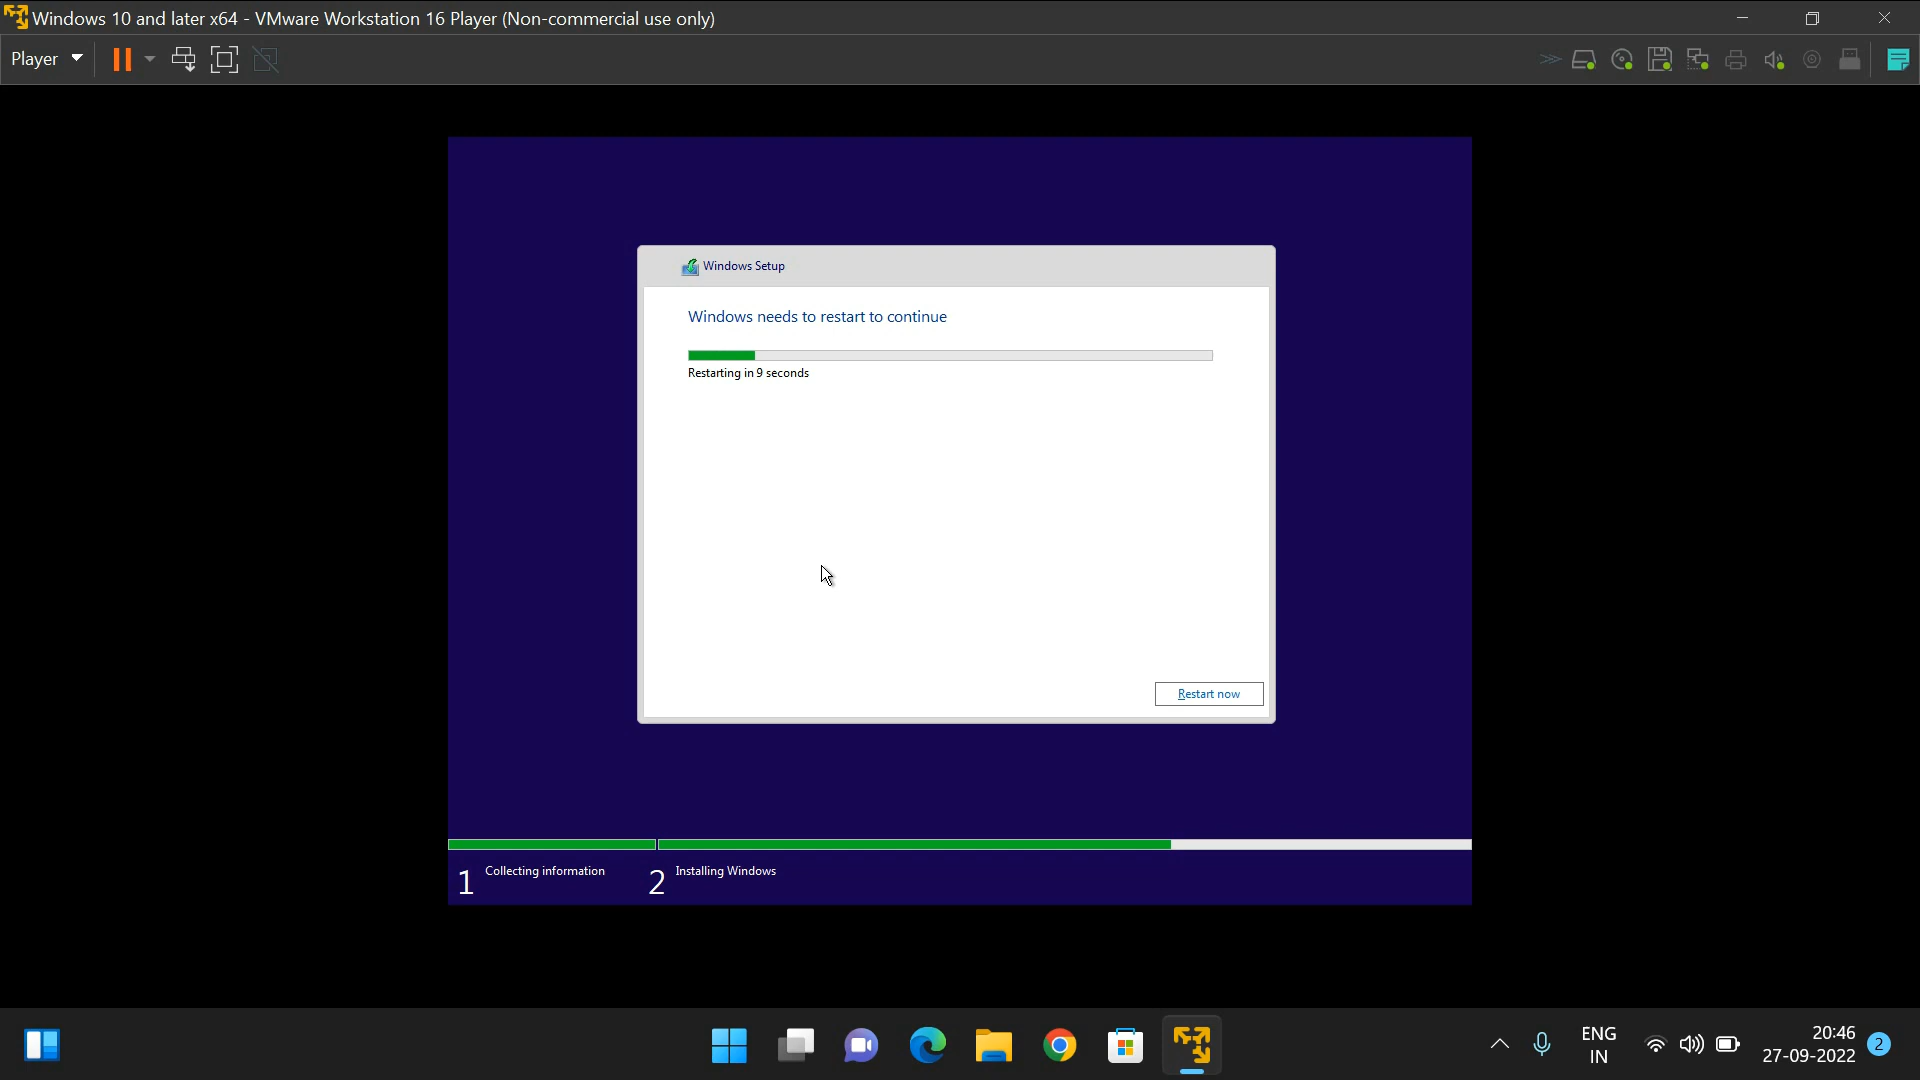 Windows 10 and later x64 - VMware Workstation 16 Player (Non-commercial use only)
Player
Windows Setup
Windows needs to restart to continue
Restarting in 9 seconds
Restart now
1 Collecting information 2 Installing Windows
ENG 20:46
IN 27-09-2022 2